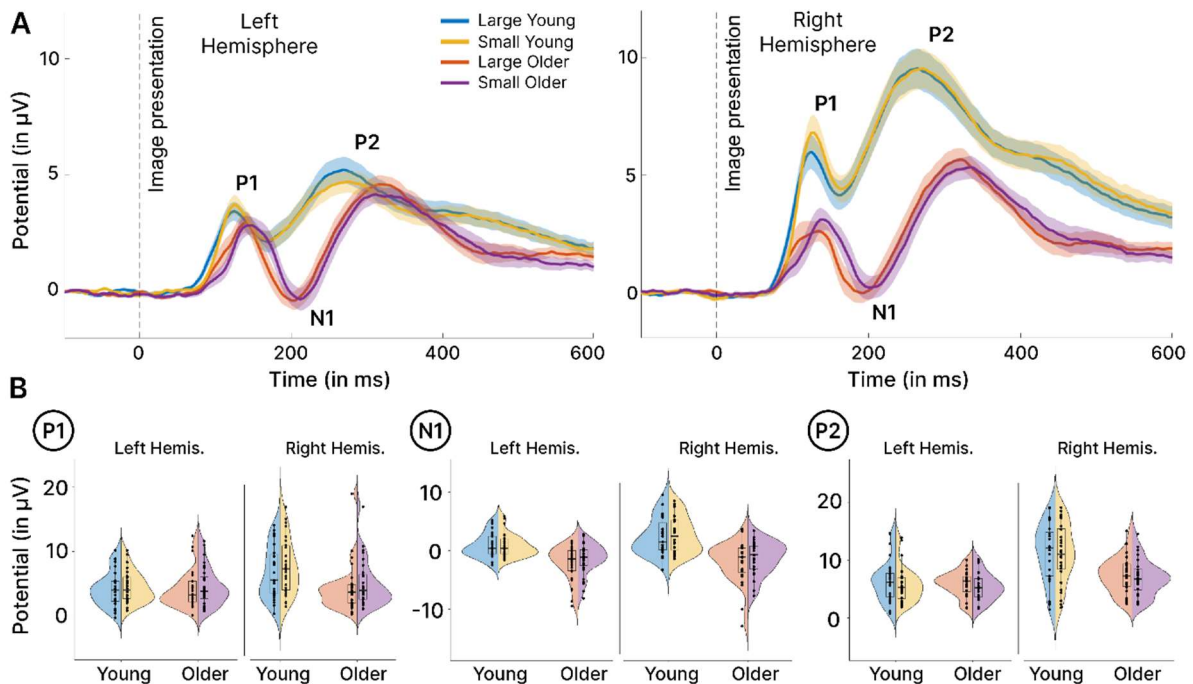 A
Left
Hemisphere
Large Young
Small Young
Large Older
Small Older
Image presentation
P1
P2
N1
10
5
0
Potential (in µV)
0
200
400
600
Time (in ms)
Right
Hemisphere
Image presentation
P1
P2
N1
10
5
0
0
200
400
600
Time (in ms)
B
P1
Left Hemis.
Right Hemis.
Potential (in µV)
20
10
0
Young
Older
Young
Older
N1
Left Hemis.
Right Hemis.
10
0
-10
Young
Older
Young
Older
P2
Left Hemis.
Right Hemis.
20
10
0
Young
Older
Young
Older